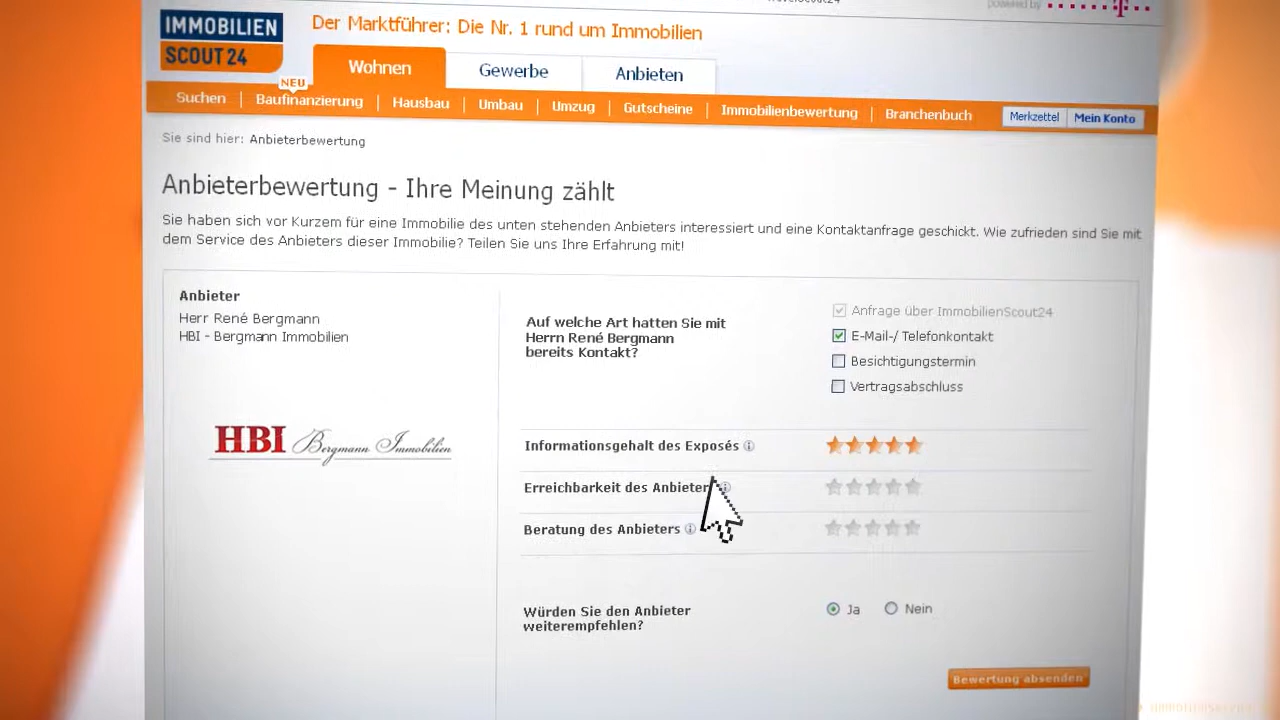 powered by
IMMOBILIEN
SCOUT 24
Der Marktführer: Die Nr. 1 rund um Immobilien
Wohnen
Gewerbe
Anbieten
NEU
Suchen
Baufinanzierung
Hausbau
Umbau
Umzug
Gutscheine
Immobilienbewertung
Branchenbuch
Merkzettel
Mein Konto
Sie sind hier: Anbieterbewertung
Anbieterbewertung - Ihre Meinung zählt
Sie haben sich vor Kurzem für eine Immobilie des unten stehenden Anbieters interessiert und eine Kontaktanfrage geschickt. Wie zufrieden sind Sie mit
dem Service des Anbieters dieser Immobilie? Teilen Sie uns Ihre Erfahrung mit!
Anbieter
Herr René Bergmann
HBI - Bergmann Immobilien
HBI Bergmann Immobilien
Auf welche Art hatten Sie mit
Herrn René Bergmann
bereits Kontakt?
Anfrage über ImmobilienScout24
E-Mail-/ Telefonkontakt
Besichtigungstermin
Vertragsabschluss
Informationsgehalt des Exposés
Erreichbarkeit des Anbieter
Beratung des Anbieters
Würden Sie den Anbieter
weiterempfehlen?
Ja
Nein
Bewertung absenden